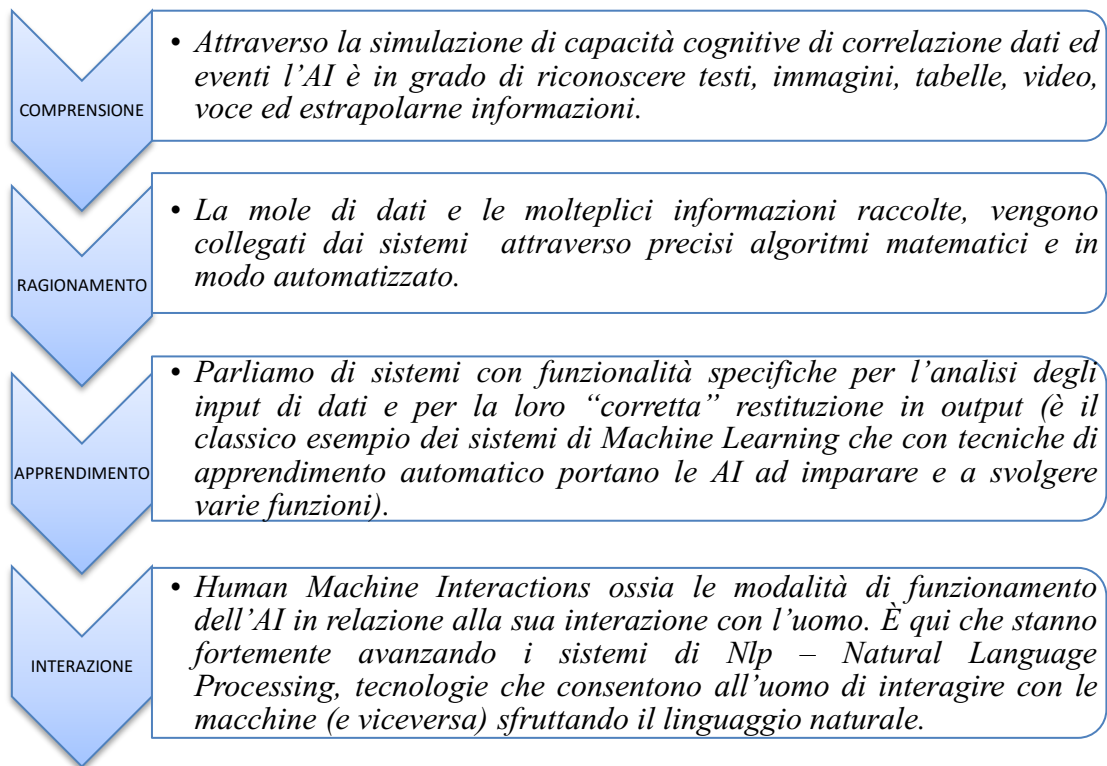 COMPRENSIONE
• Attraverso la simulazione di capacità cognitive di correlazione dati ed
eventi l’AI è in grado di riconoscere testi, immagini, tabelle, video,
voce ed estrapolarne informazioni.
RAGIONAMENTO
• La mole di dati e le molteplici informazioni raccolte, vengono
collegati dai sistemi attraverso precisi algoritmi matematici e in
modo automatizzato.
APPRENDIMENTO
• Parliamo di sistemi con funzionalità specifiche per l’analisi degli
input di dati e per la loro “corretta” restituzione in output (è il
classico esempio dei sistemi di Machine Learning che con tecniche di
apprendimento automatico portano le AI ad imparare e a svolgere
varie funzioni).
INTERAZIONE
• Human Machine Interactions ossia le modalità di funzionamento
dell’AI in relazione alla sua interazione con l’uomo. È qui che stanno
fortemente avanzando i sistemi di Nlp – Natural Language
Processing, tecnologie che consentono all’uomo di interagire con le
macchine (e viceversa) sfruttando il linguaggio naturale.